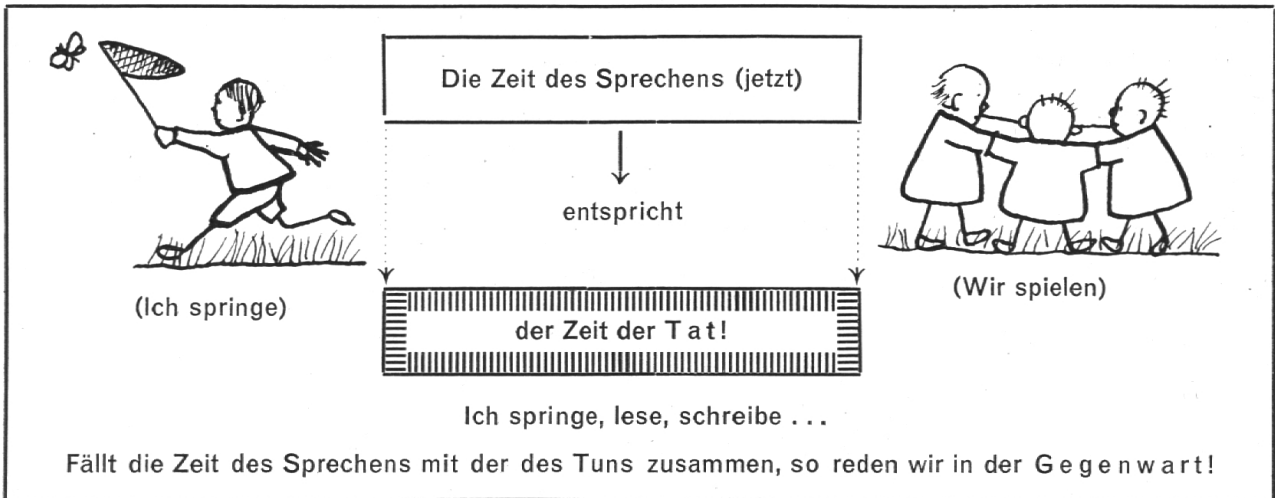 Die Zeit des Sprechens (jetzt)
entspricht
(Ich springe)
(Wir spielen)
der Zeit der Tat!
Ich springe, lese, schreibe ...
Fällt die Zeit des Sprechens mit der des Tuns zusammen, so reden wir in der Gegenwart!